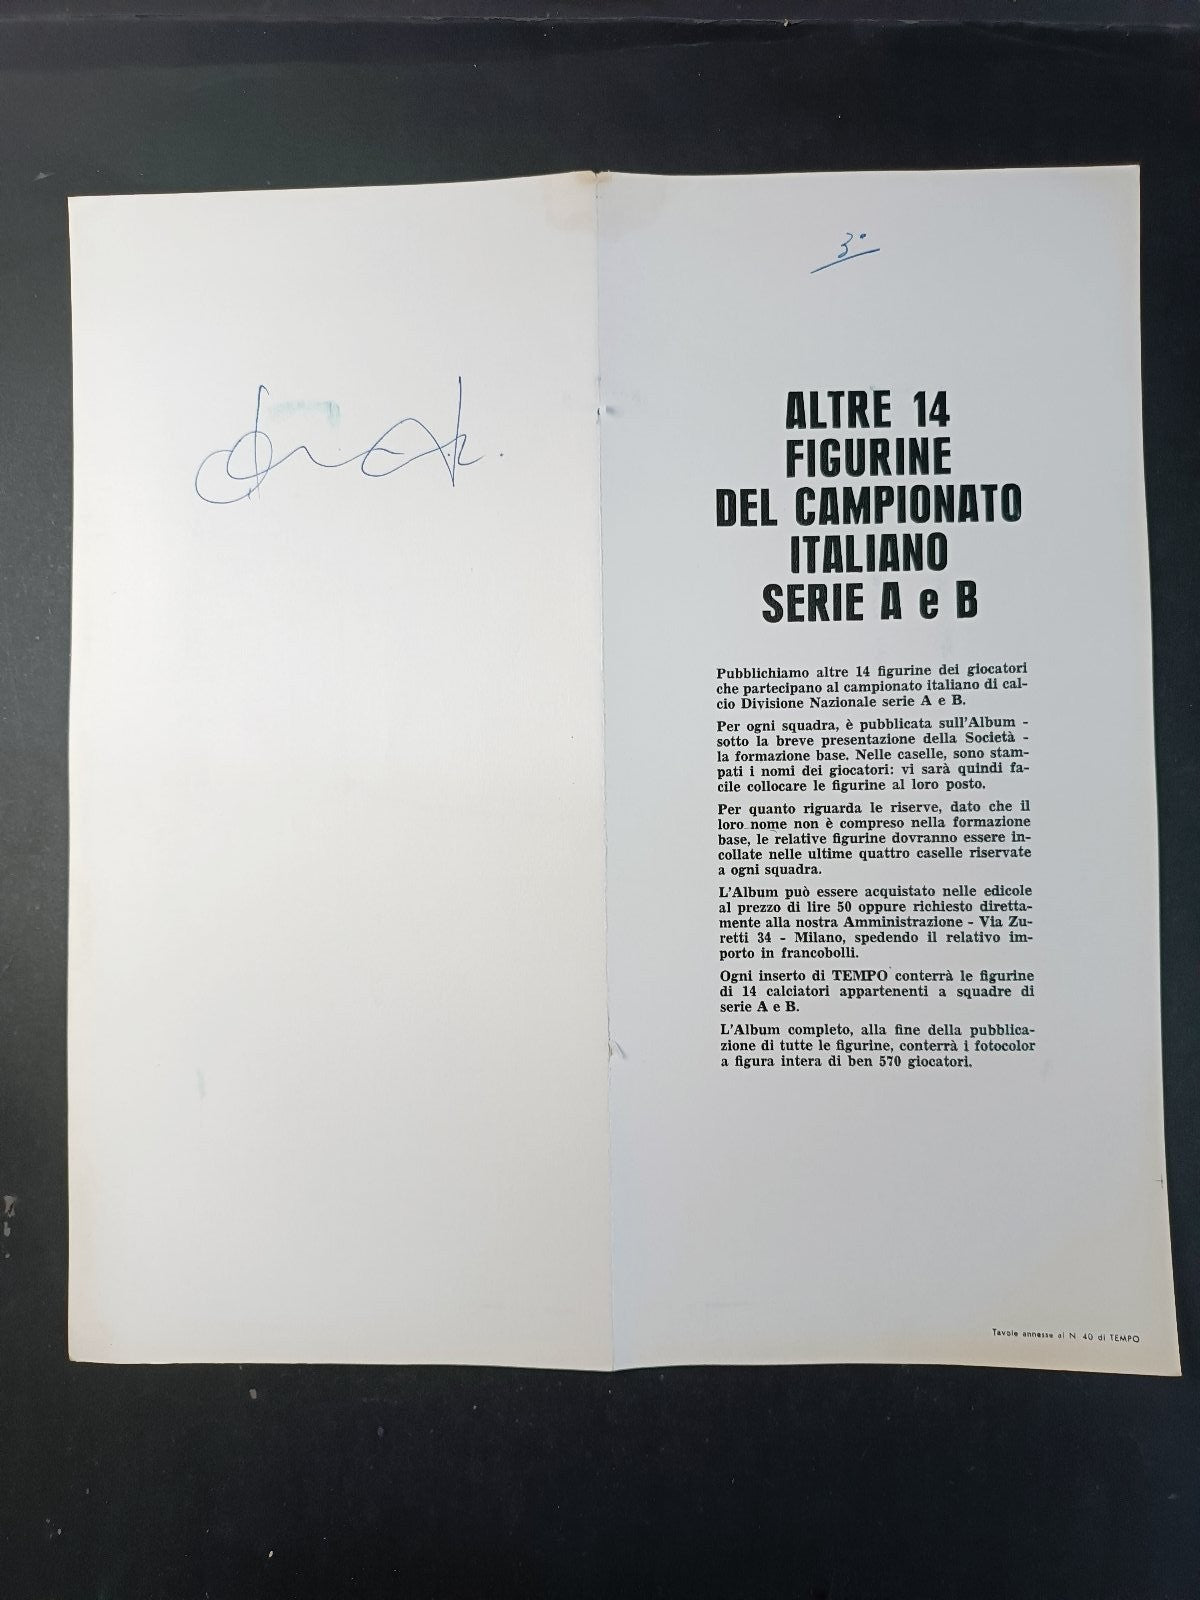 3°
ALTRE 14
FIGURINE
DEL CAMPIONATO
ITALIANO
SERIE A e B
Pubblichiamo altre 14 figurine dei giocatori
che partecipano al campionato italiano di cal-
cio Divisione Nazionale serie A e B.
Per ogni squadra, è pubblicata sull'Album -
sotto la breve presentazione della Società -
la formazione base. Nelle caselle, sono stam-
pati i nomi dei giocatori: vi sarà quindi fa-
cile collocare le figurine al loro posto.
Per quanto riguarda le riserve, dato che il
loro nome non è compreso nella formazione
base, le relative figurine dovranno essere in-
collate nelle ultime quattro caselle riservate
a ogni squadra.
L'Album può essere acquistato nelle edicole
al prezzo di lire 50 oppure richiesto diretta-
mente alla nostra Amministrazione - Via Zu-
retti 34 - Milano, spedendo il relativo im-
porto in francobolli.
Ogni inserto di TEMPO conterrà le figurine
di 14 calciatori appartenenti a squadre di
serie A e B.
L'Album completo, alla fine della pubblica-
zione di tutte le figurine, conterrà i fotocolor
a figura intera di ben 570 giocatori.
Tavole annesse al N 40 di TEMPO